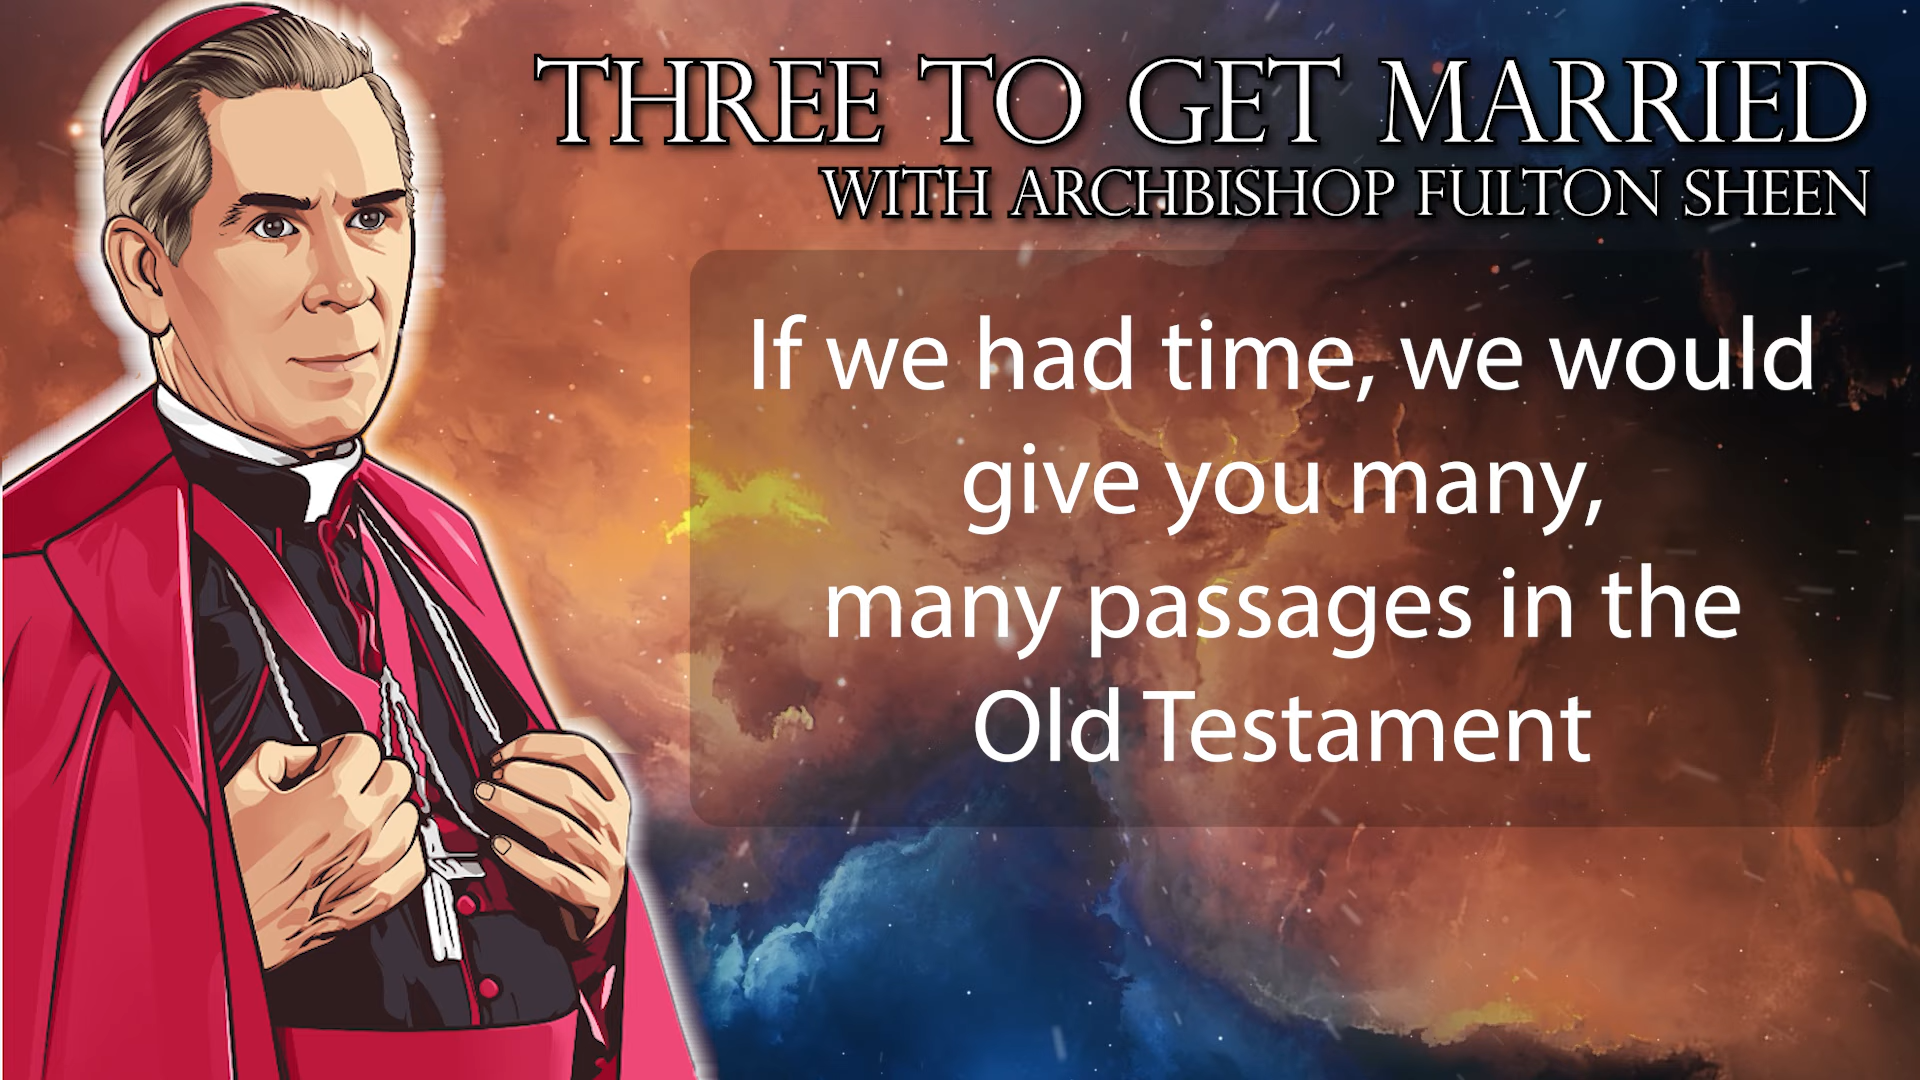 THREE TO GET MARRIED
WITH ARCHBISHOP FULTON SHEEN
If we had time, we would
give you many,
many passages in the
Old Testament